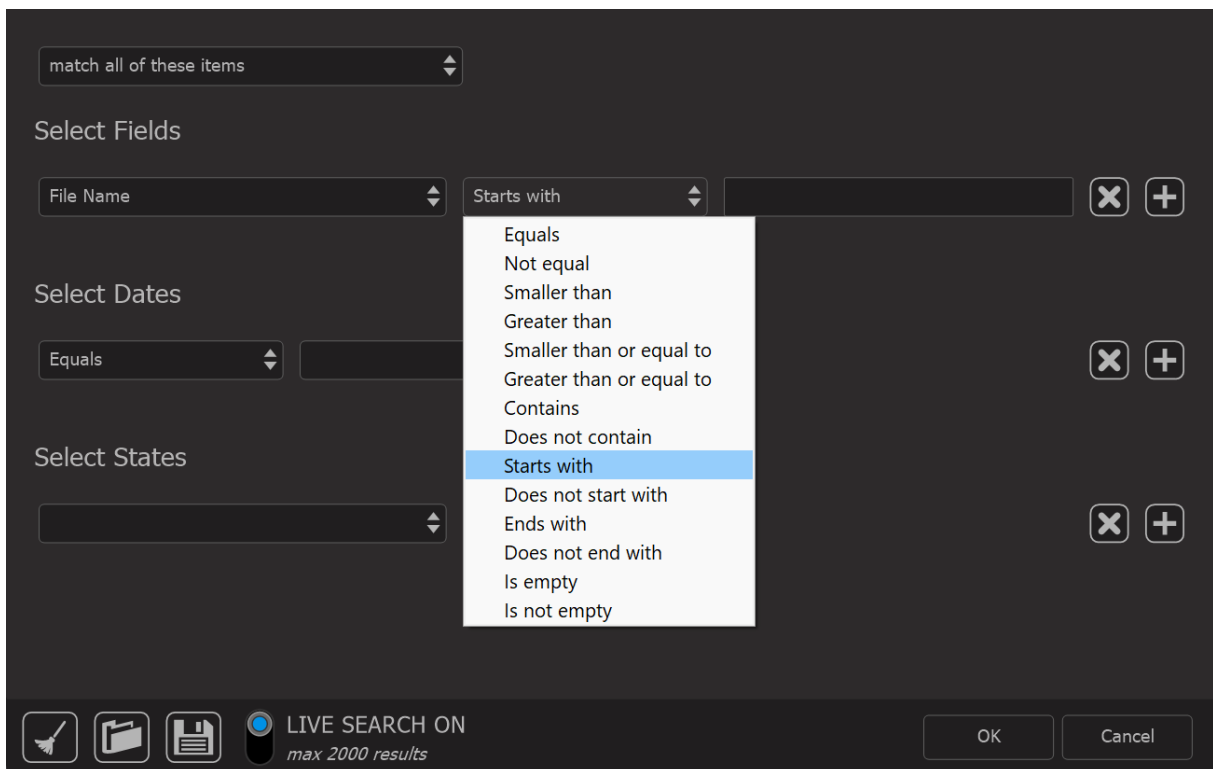 match all of these items
Select Fields
File Name
Starts with
Equals
Not equal
Smaller than
Greater than
Smaller than or equal to
Greater than or equal to
Contains
Does not contain
Starts with
Does not start with
Ends with
Does not end with
Is empty
Is not empty
Select Dates
Equals
Select States
LIVE SEARCH ON
max 2000 results
OK
Cancel